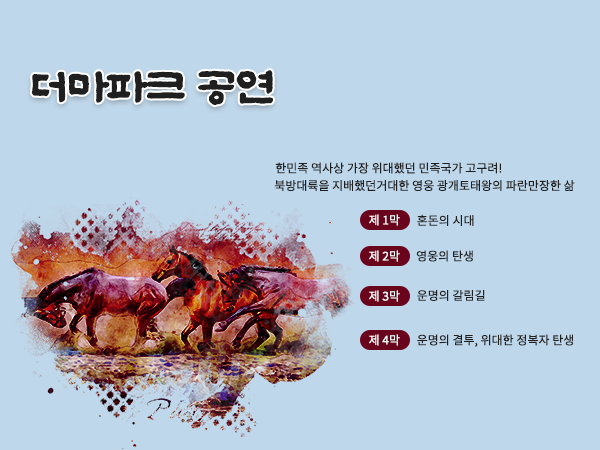 더마파크 공연
한민족 역사상 가장 위대했던 민족국가 고구려!
북방대륙을 지배했던거대한 영웅 광개토태왕의 파란만장한 삶
제 1막 혼돈의 시대
제 2막 영웅의 탄생
제 3막 운명의 갈림길
제 4막 운명의 결투, 위대한 정복자 탄생